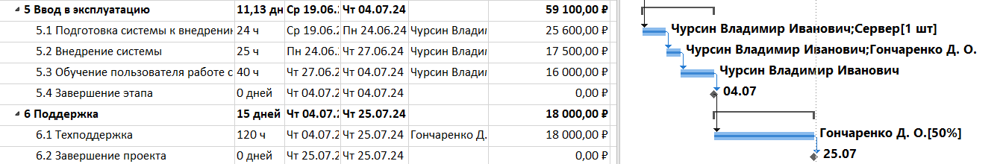 5 Ввод в эксплуатацию 11,13 дн Ср 19.06.2 Чт 04.07.24 59 100,00 ₽
5.1 Подготовка системы к внедрени 24 ч Ср 19.06.2 Пн 24.06.24 Чурсин Влади 25 600,00 ₽ Чурсин Владимир Иванович;Сервер[1 шт]
5.2 Внедрение системы 25 ч Пн 24.06.2 Чт 27.06.24 Чурсин Влади 17 500,00 ₽ Чурсин Владимир Иванович;Гончаренко Д. О.
5.3 Обучение пользователя работе с 40 ч Чт 27.06.2 Чт 04.07.24 Чурсин Влади 16 000,00 ₽ Чурсин Владимир Иванович
5.4 Завершение этапа 0 дней Чт 04.07.2 Чт 04.07.24 0,00 ₽ 04.07
6 Поддержка 15 дней Чт 04.07.2 Чт 25.07.24 18 000,00 ₽
6.1 Техподдержка 120 ч Чт 04.07.2 Чт 25.07.24 Гончаренко Д. 18 000,00 ₽ Гончаренко Д. О.[50%]
6.2 Завершение проекта 0 дней Чт 25.07.2 Чт 25.07.24 0,00 ₽ 25.07